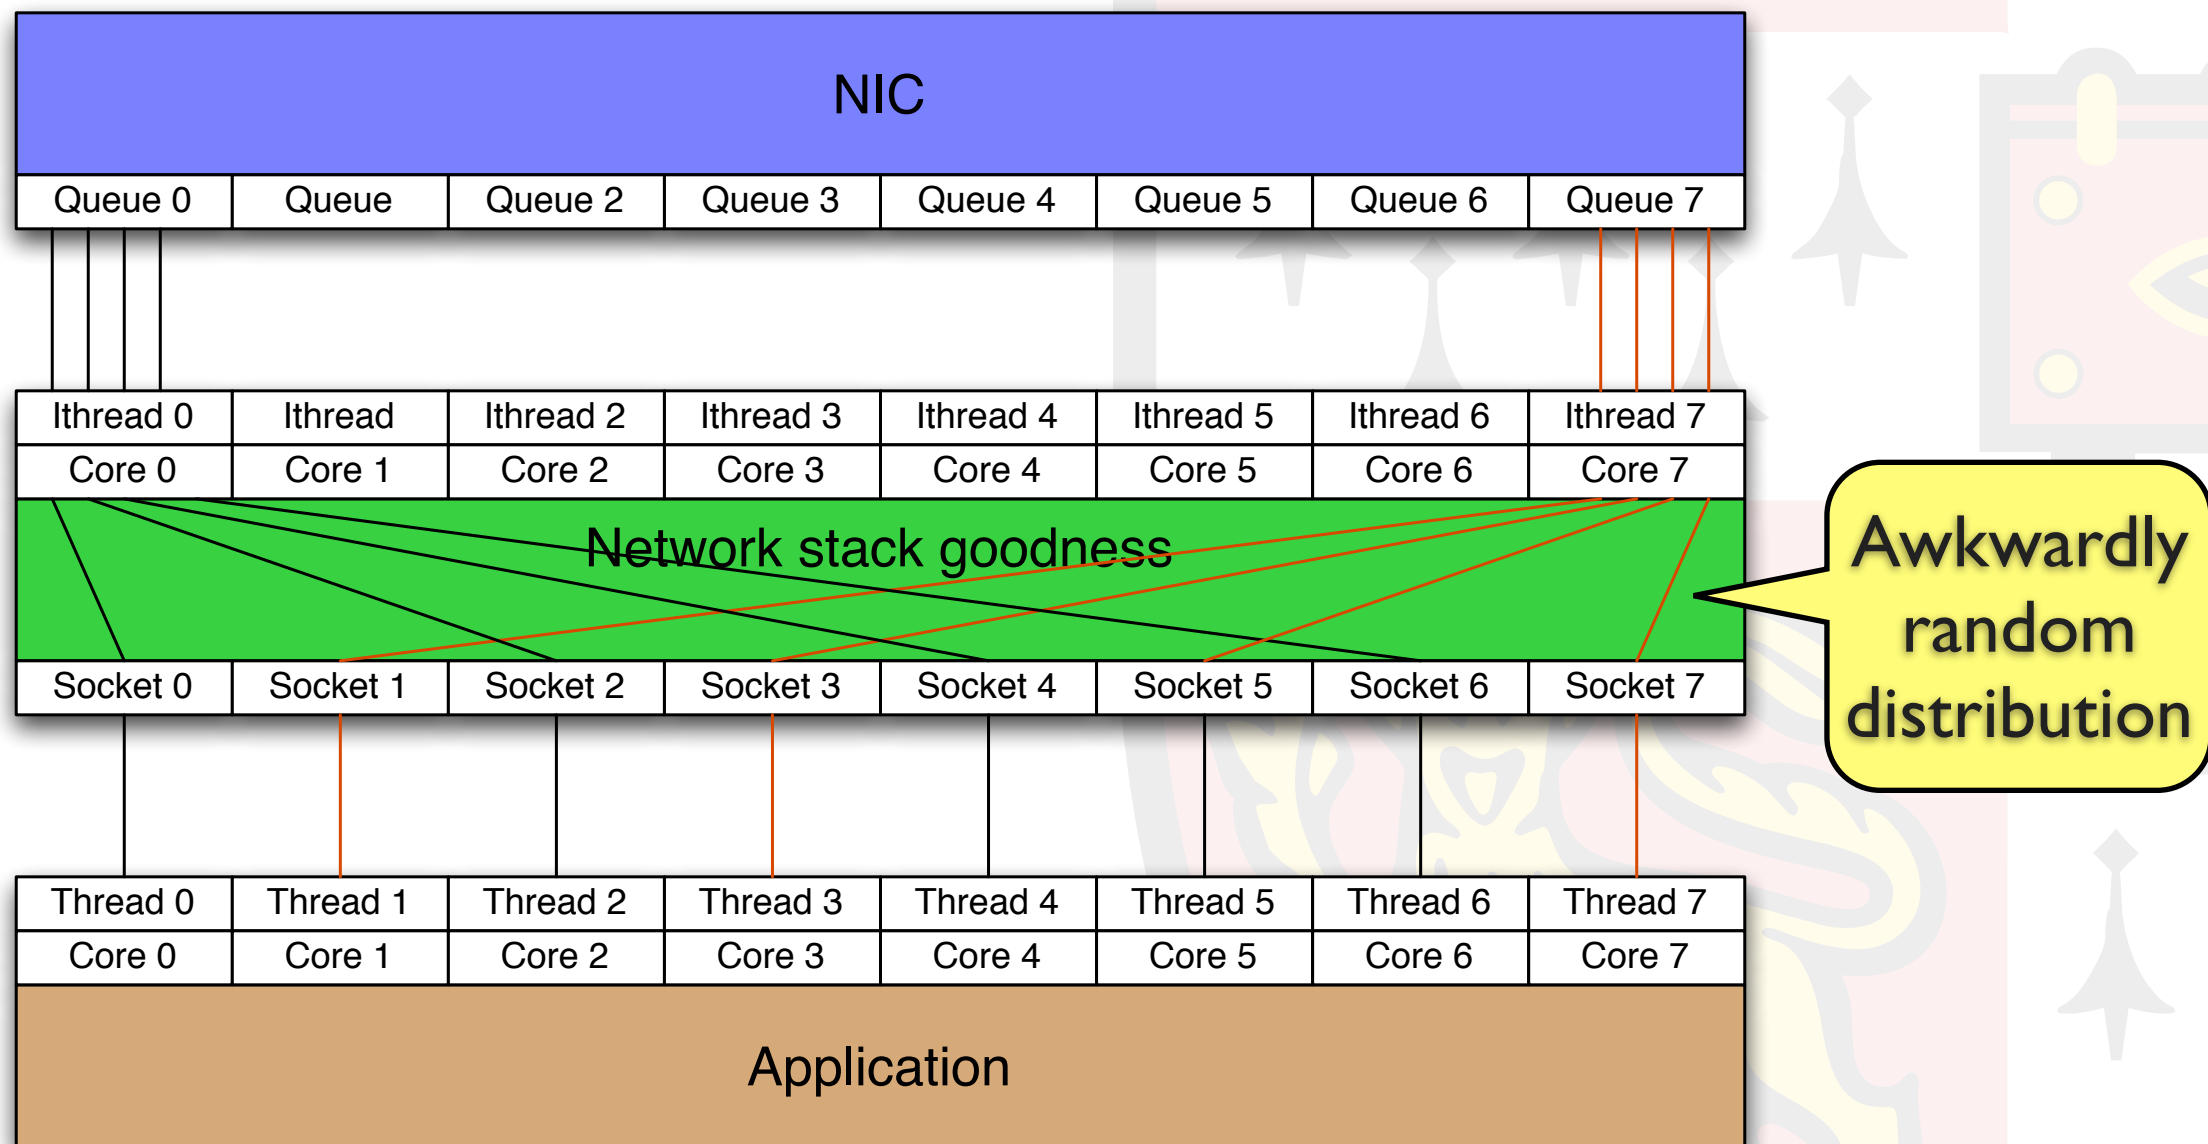 NIC
Queue 0 Queue Queue 2 Queue 3 Queue 4 Queue 5 Queue 6 Queue 7
Ithread 0 Ithread Ithread 2 Ithread 3 Ithread 4 Ithread 5 Ithread 6 Ithread 7
Core 0 Core 1 Core 2 Core 3 Core 4 Core 5 Core 6 Core 7
Network stack goodness
Awkwardly
random
distribution
Socket 0 Socket 1 Socket 2 Socket 3 Socket 4 Socket 5 Socket 6 Socket 7
Thread 0 Thread 1 Thread 2 Thread 3 Thread 4 Thread 5 Thread 6 Thread 7
Core 0 Core 1 Core 2 Core 3 Core 4 Core 5 Core 6 Core 7
Application